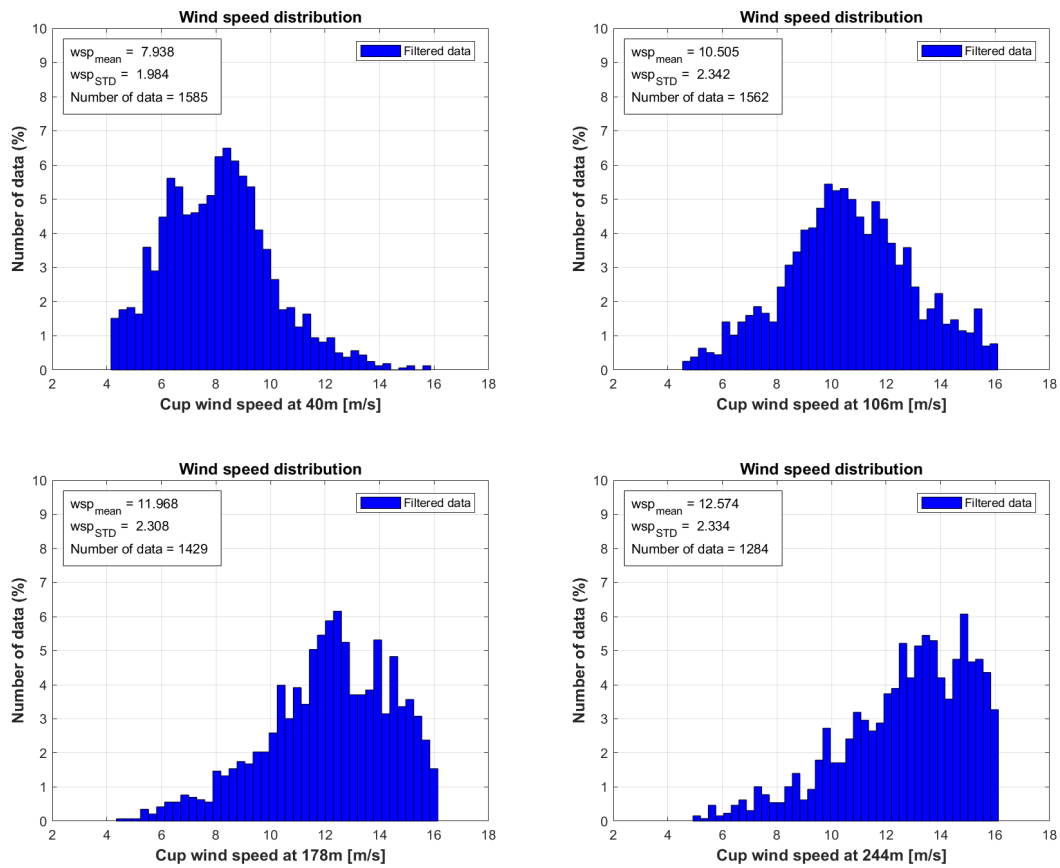 Wind speed distribution
wsp_mean = 7.938
wsp_STD = 1.984
Number of data = 1585
Filtered data
Number of data (%)
10
9
8
7
6
5
4
3
2
1
0
2 4 6 8 10 12 14 16 18
Cup wind speed at 40m [m/s]
Wind speed distribution
wsp_mean = 10.505
wsp_STD = 2.342
Number of data = 1562
Filtered data
Number of data (%)
10
9
8
7
6
5
4
3
2
1
0
2 4 6 8 10 12 14 16 18
Cup wind speed at 106m [m/s]
Wind speed distribution
wsp_mean = 11.968
wsp_STD = 2.308
Number of data = 1429
Filtered data
Number of data (%)
10
9
8
7
6
5
4
3
2
1
0
2 4 6 8 10 12 14 16 18
Cup wind speed at 178m [m/s]
Wind speed distribution
wsp_mean = 12.574
wsp_STD = 2.334
Number of data = 1284
Filtered data
Number of data (%)
10
9
8
7
6
5
4
3
2
1
0
2 4 6 8 10 12 14 16 18
Cup wind speed at 244m [m/s]